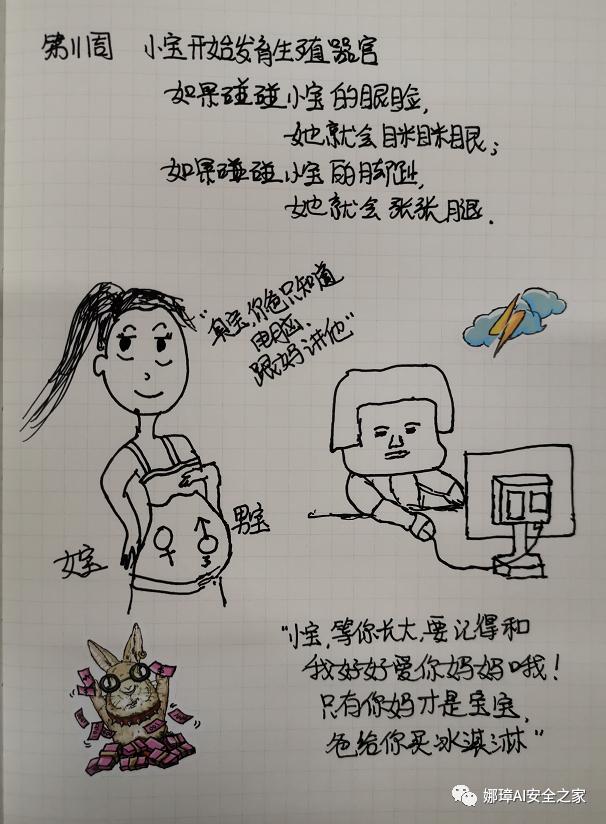 第11周 小宝开始发育生殖器官
如果碰碰小宝的眼睑,
她就会眯眯眼;
如果碰碰小宝的脚趾,
她就会张张腿.
"臭宝你爸只知道
电脑.
跟妈讲他"
女宝
男宝
"小宝,等你长大,要记得和
我好好爱你妈妈哦!
只有你妈才是宝宝,
爸给你买冰淇淋"
娜璋AI安全之家